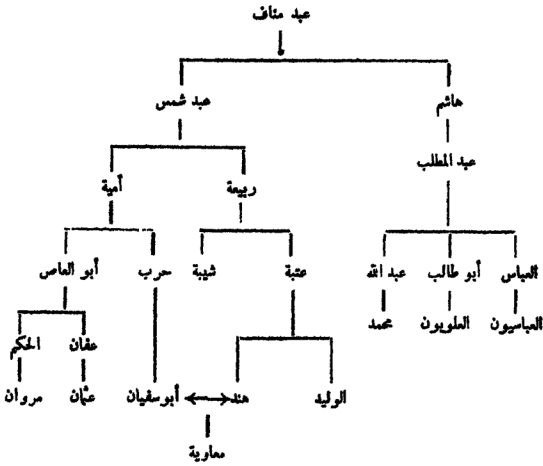 عبد مناف
هاشم عبد شمس
عبد المطلب
ربيعة أمية
العباس أبو طالب عبد الله عتبة شيبة حرب أبو العاص
العباسيون العلويون محمد عفان الحكم
الوليد هند أبوسفيان عثمان مروان
معاوية